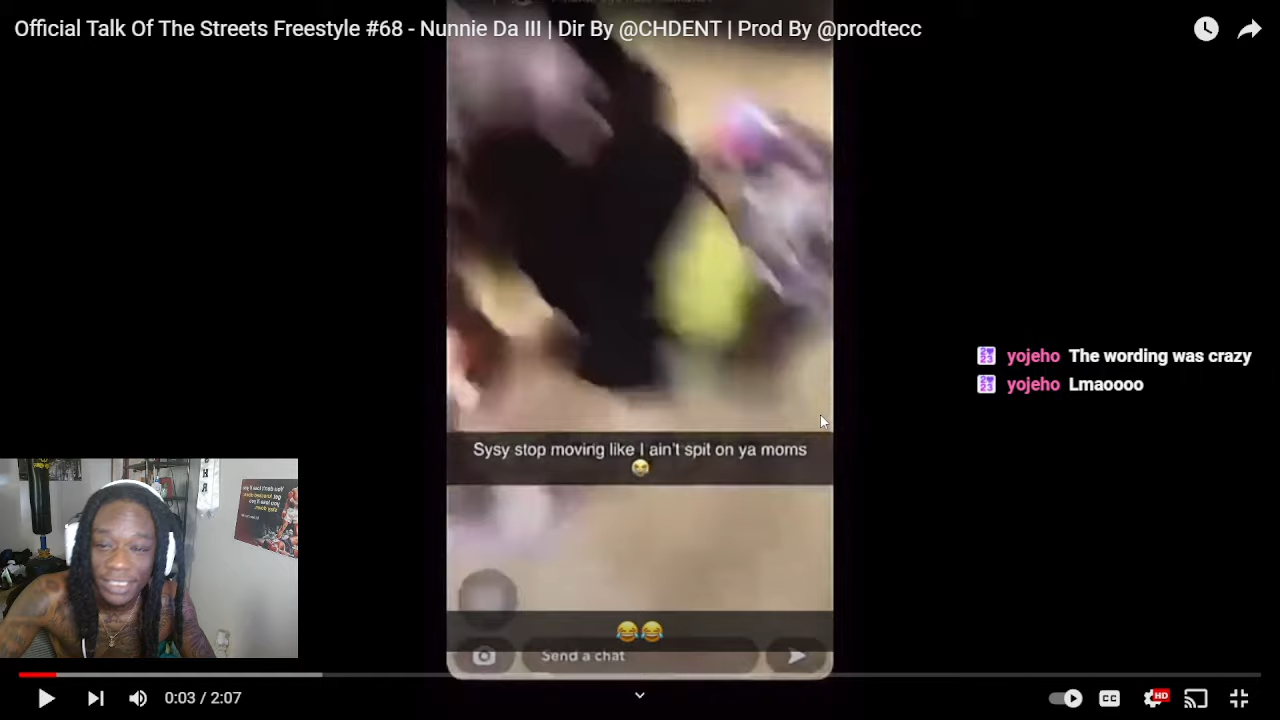 Official Talk Of The Streets Freestyle #68 - Nunnie Da III | Dir By @CHDENT | Prod By @prodtecc
yojeho The wording was crazy
yojeho Lmaoooo
Sysy stop moving like I ain't spit on ya moms
😂
😂😂
Send a chat
0:03 / 2:07
CC
HD